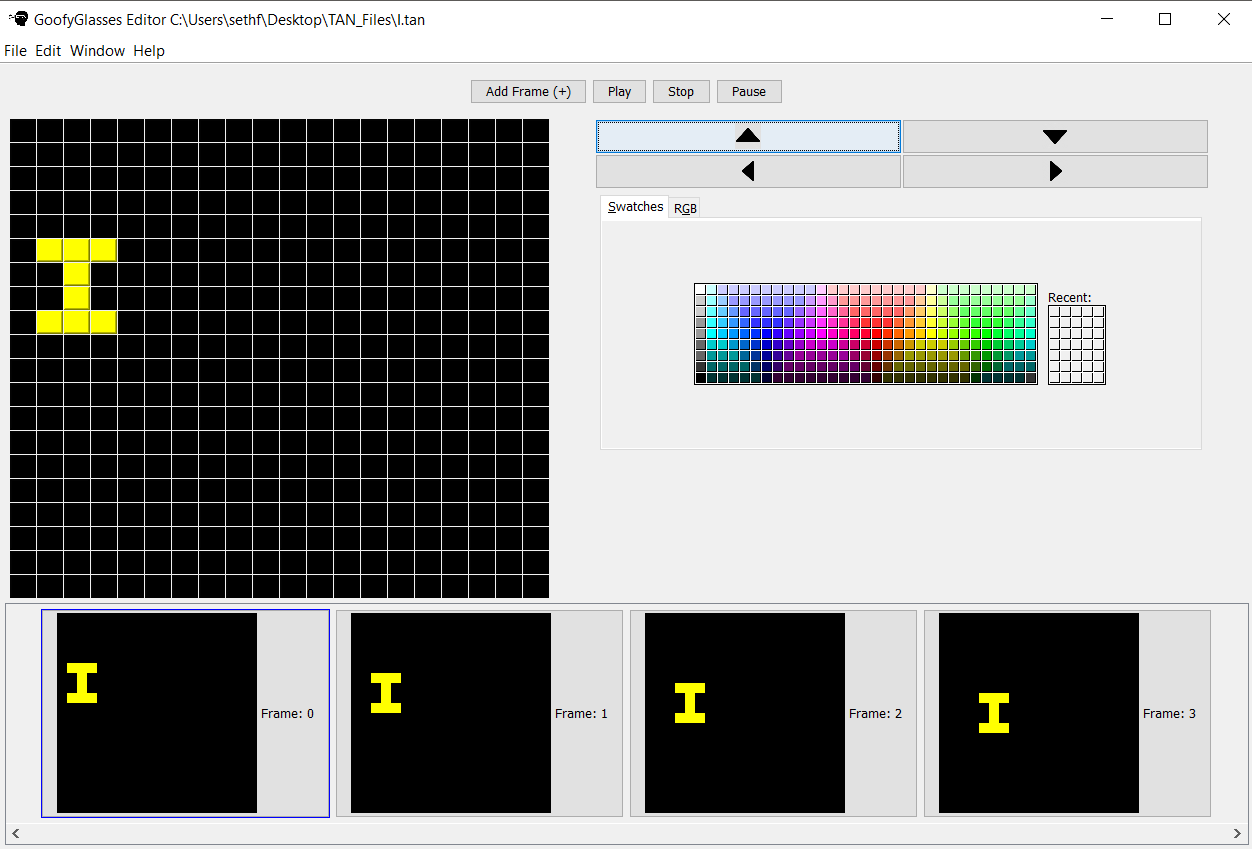 GoofyGlasses Editor C:\Users\sethf\Desktop\TAN_Files\I.tan
File Edit Window Help
Add Frame (+) Play Stop Pause
Swatches RGB
Recent:
Frame: 0 Frame: 1 Frame: 2 Frame: 3